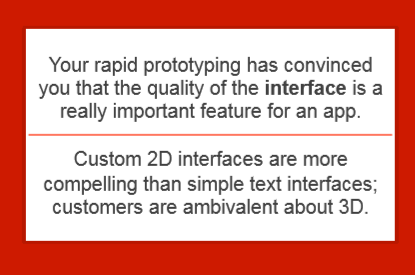 Your rapid prototyping has convinced
you that the quality of the interface is a
really important feature for an app.
Custom 2D interfaces are more
compelling than simple text interfaces;
customers are ambivalent about 3D.